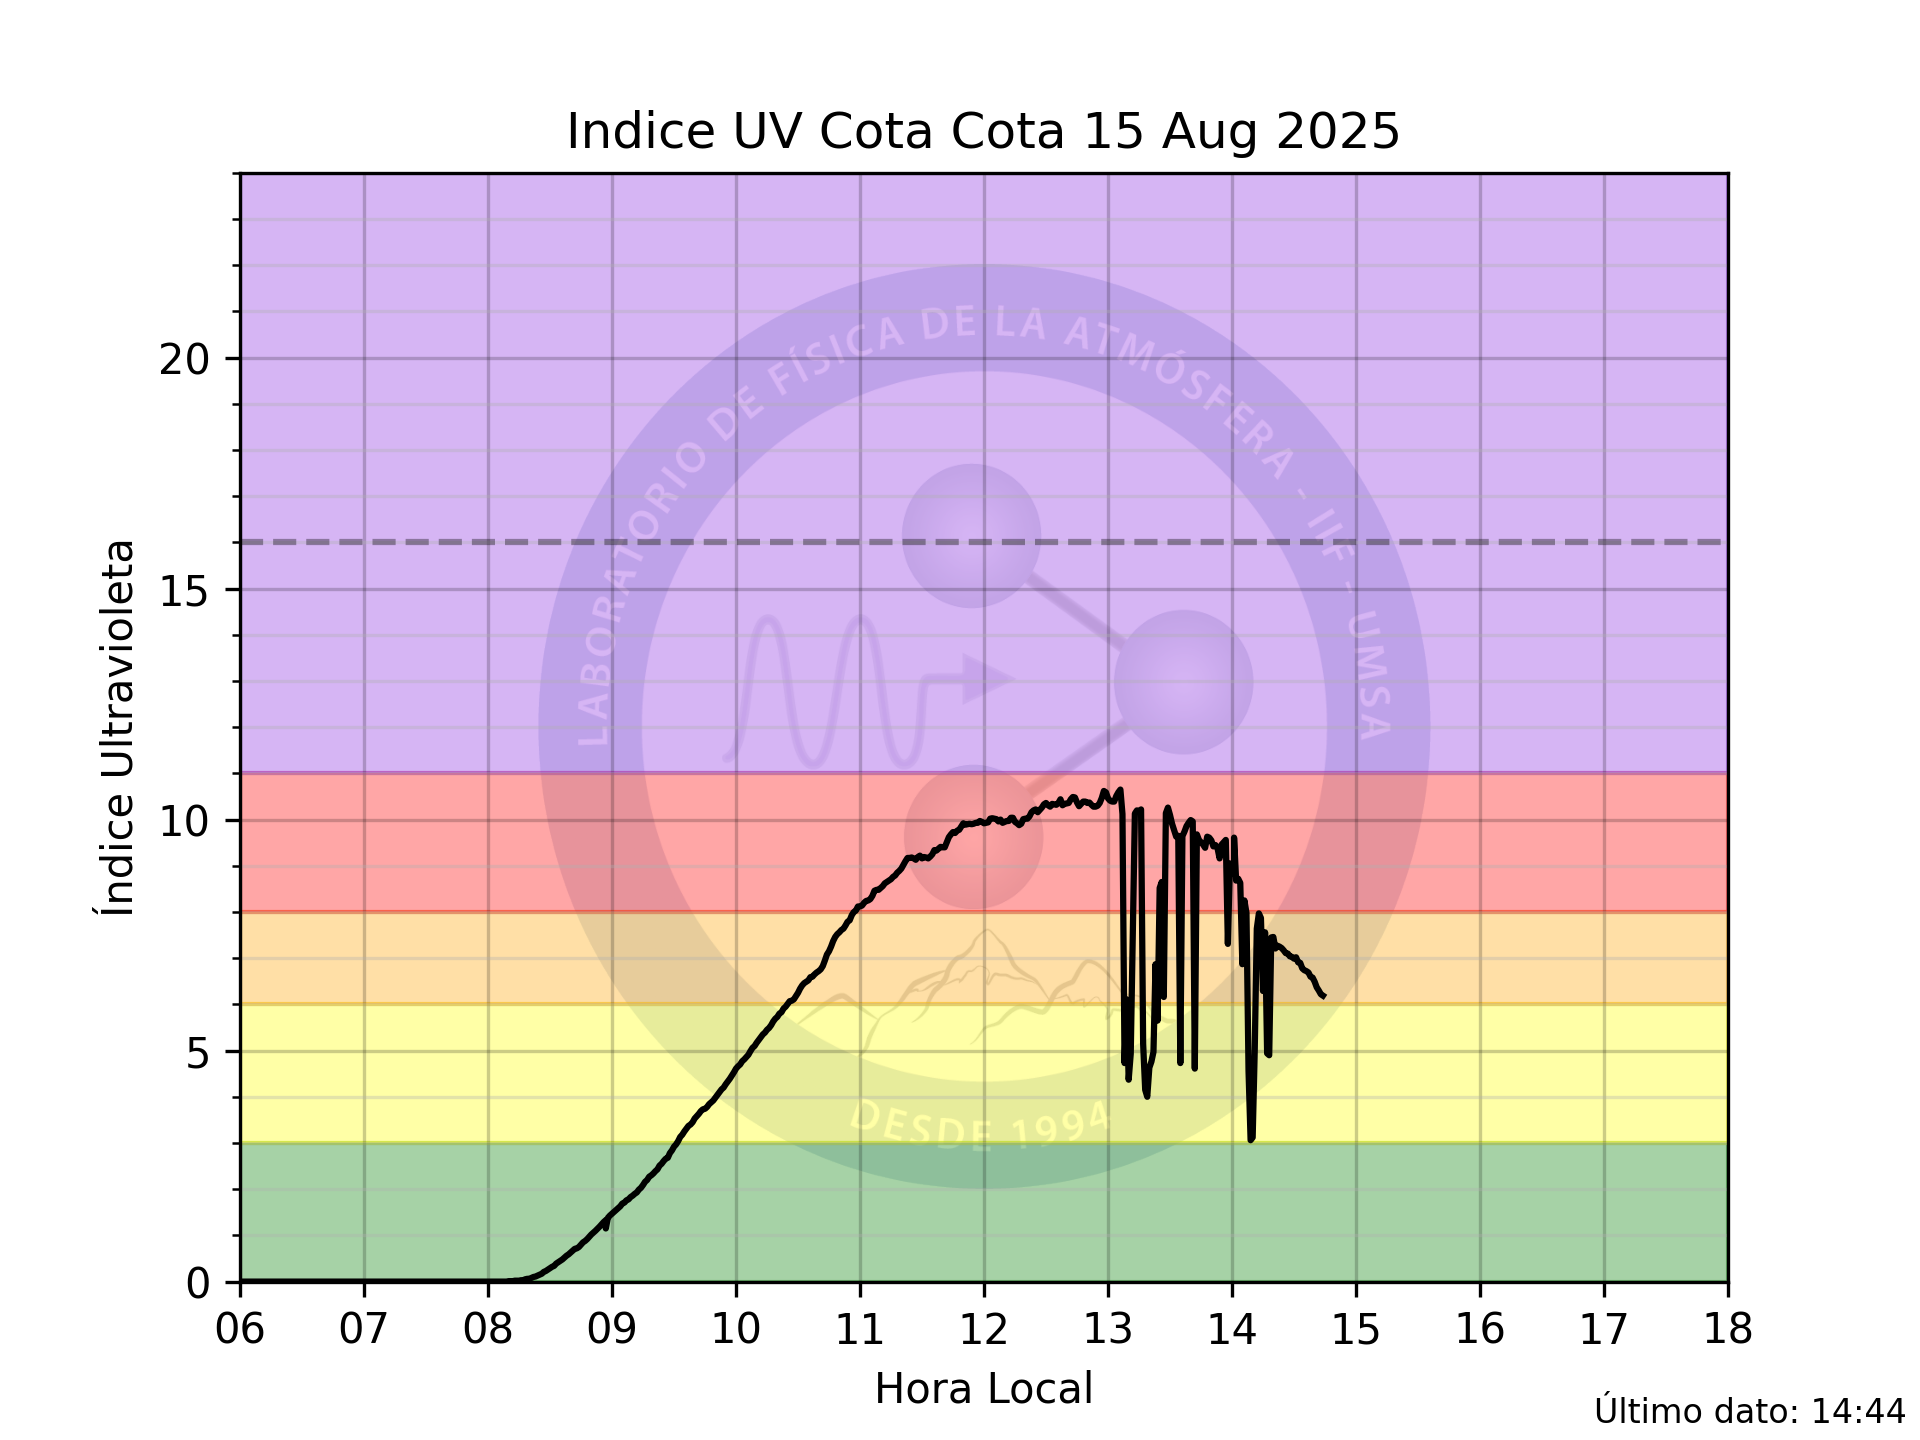 Indice UV Cota Cota 15 Aug 2025
Índice Ultravioleta
20
15
10
5
0
LABORATORIO DE FÍSICA DE LA ATMÓSFERA - IIF - UMSA
DESDE 1994
06 07 08 09 10 11 12 13 14 15 16 17 18
Hora Local
Último dato: 14:44